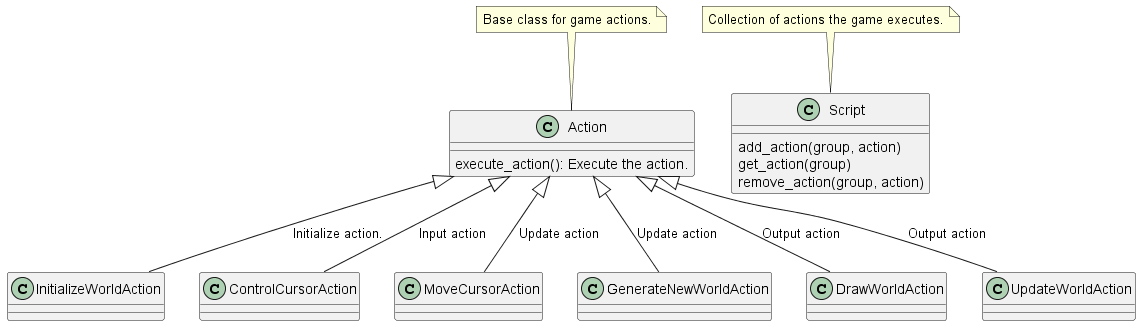 Base class for game actions.
Collection of actions the game executes.
C Action
execute_action(): Execute the action.
C Script
add_action(group, action)
get_action(group)
remove_action(group, action)
Initialize action.
Input action
Update action
Update action
Output action
Output action
C InitializeWorldAction
C ControlCursorAction
C MoveCursorAction
C GenerateNewWorldAction
C DrawWorldAction
C UpdateWorldAction